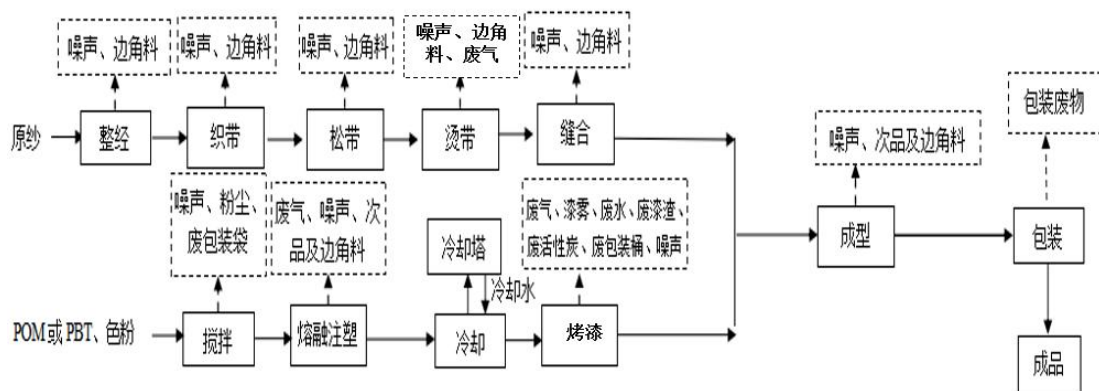 噪声、边角料
噪声、边角料
噪声、边角料
噪声、边角
料、废气
噪声、边角料
原纱
整经
织带
松带
烫带
缝合
噪声、次品及边角料
包装废物
噪声、粉尘、
废包装袋
废气、噪声、次
品及边角料
冷却塔
冷却水
废气、漆雾、废水、废漆渣、
废活性炭、废包装桶、噪声
成型
包装
POM或PBT、色粉
搅拌
熔融注塑
冷却
烤漆
成品